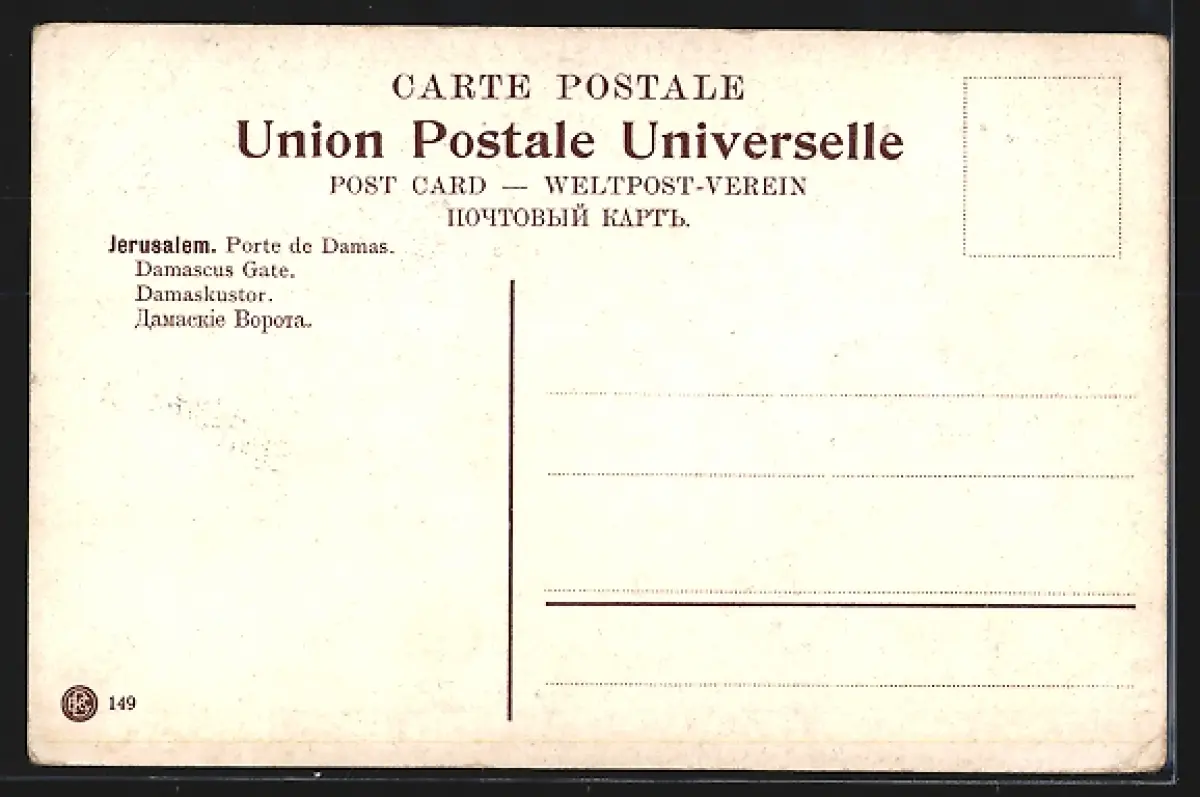 CARTE POSTALE
Union Postale Universelle
POST CARD — WELTPOST-VEREIN
ПОЧТОВЫЙ КАРТЪ.
Jerusalem. Porte de Damas.
Damascus Gate.
Damaskustor.
Дамаскіе Ворота.
149